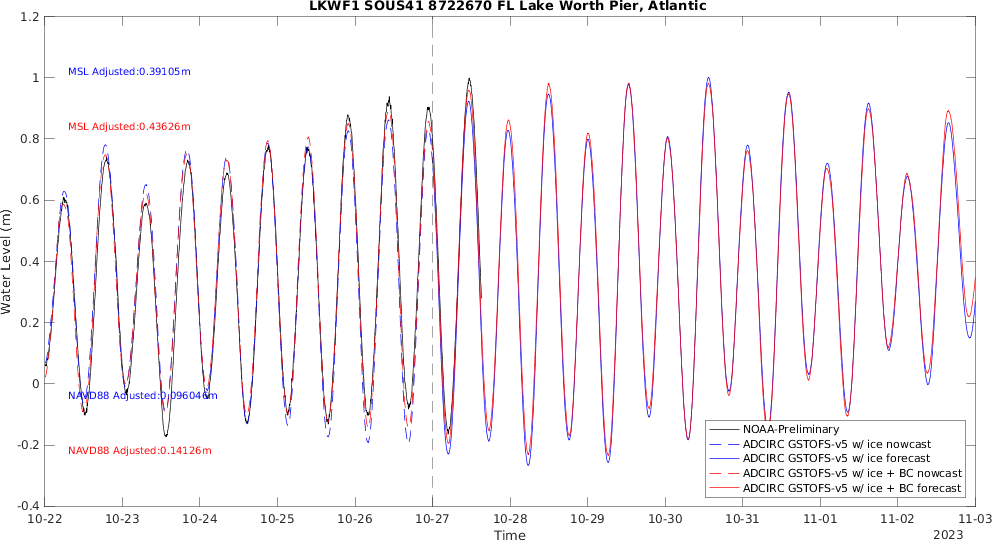 LKWF1 SOUS41 8722670 FL Lake Worth Pier, Atlantic
1.2
1
0.8
0.6
0.4
0.2
0
-0.2
-0.4
Water Level (m)
MSL Adjusted:0.39105m
MSL Adjusted:0.43626m
NAVD88 Adjusted:0.096046m
NAVD88 Adjusted:0.14126m
NOAA-Preliminary
ADCIRC GSTOFS-v5 w/ ice nowcast
ADCIRC GSTOFS-v5 w/ ice forecast
ADCIRC GSTOFS-v5 w/ ice + BC nowcast
ADCIRC GSTOFS-v5 w/ ice + BC forecast
10-22 10-23 10-24 10-25 10-26 10-27 10-28 10-29 10-30 10-31 11-01 11-02 11-03
Time
2023